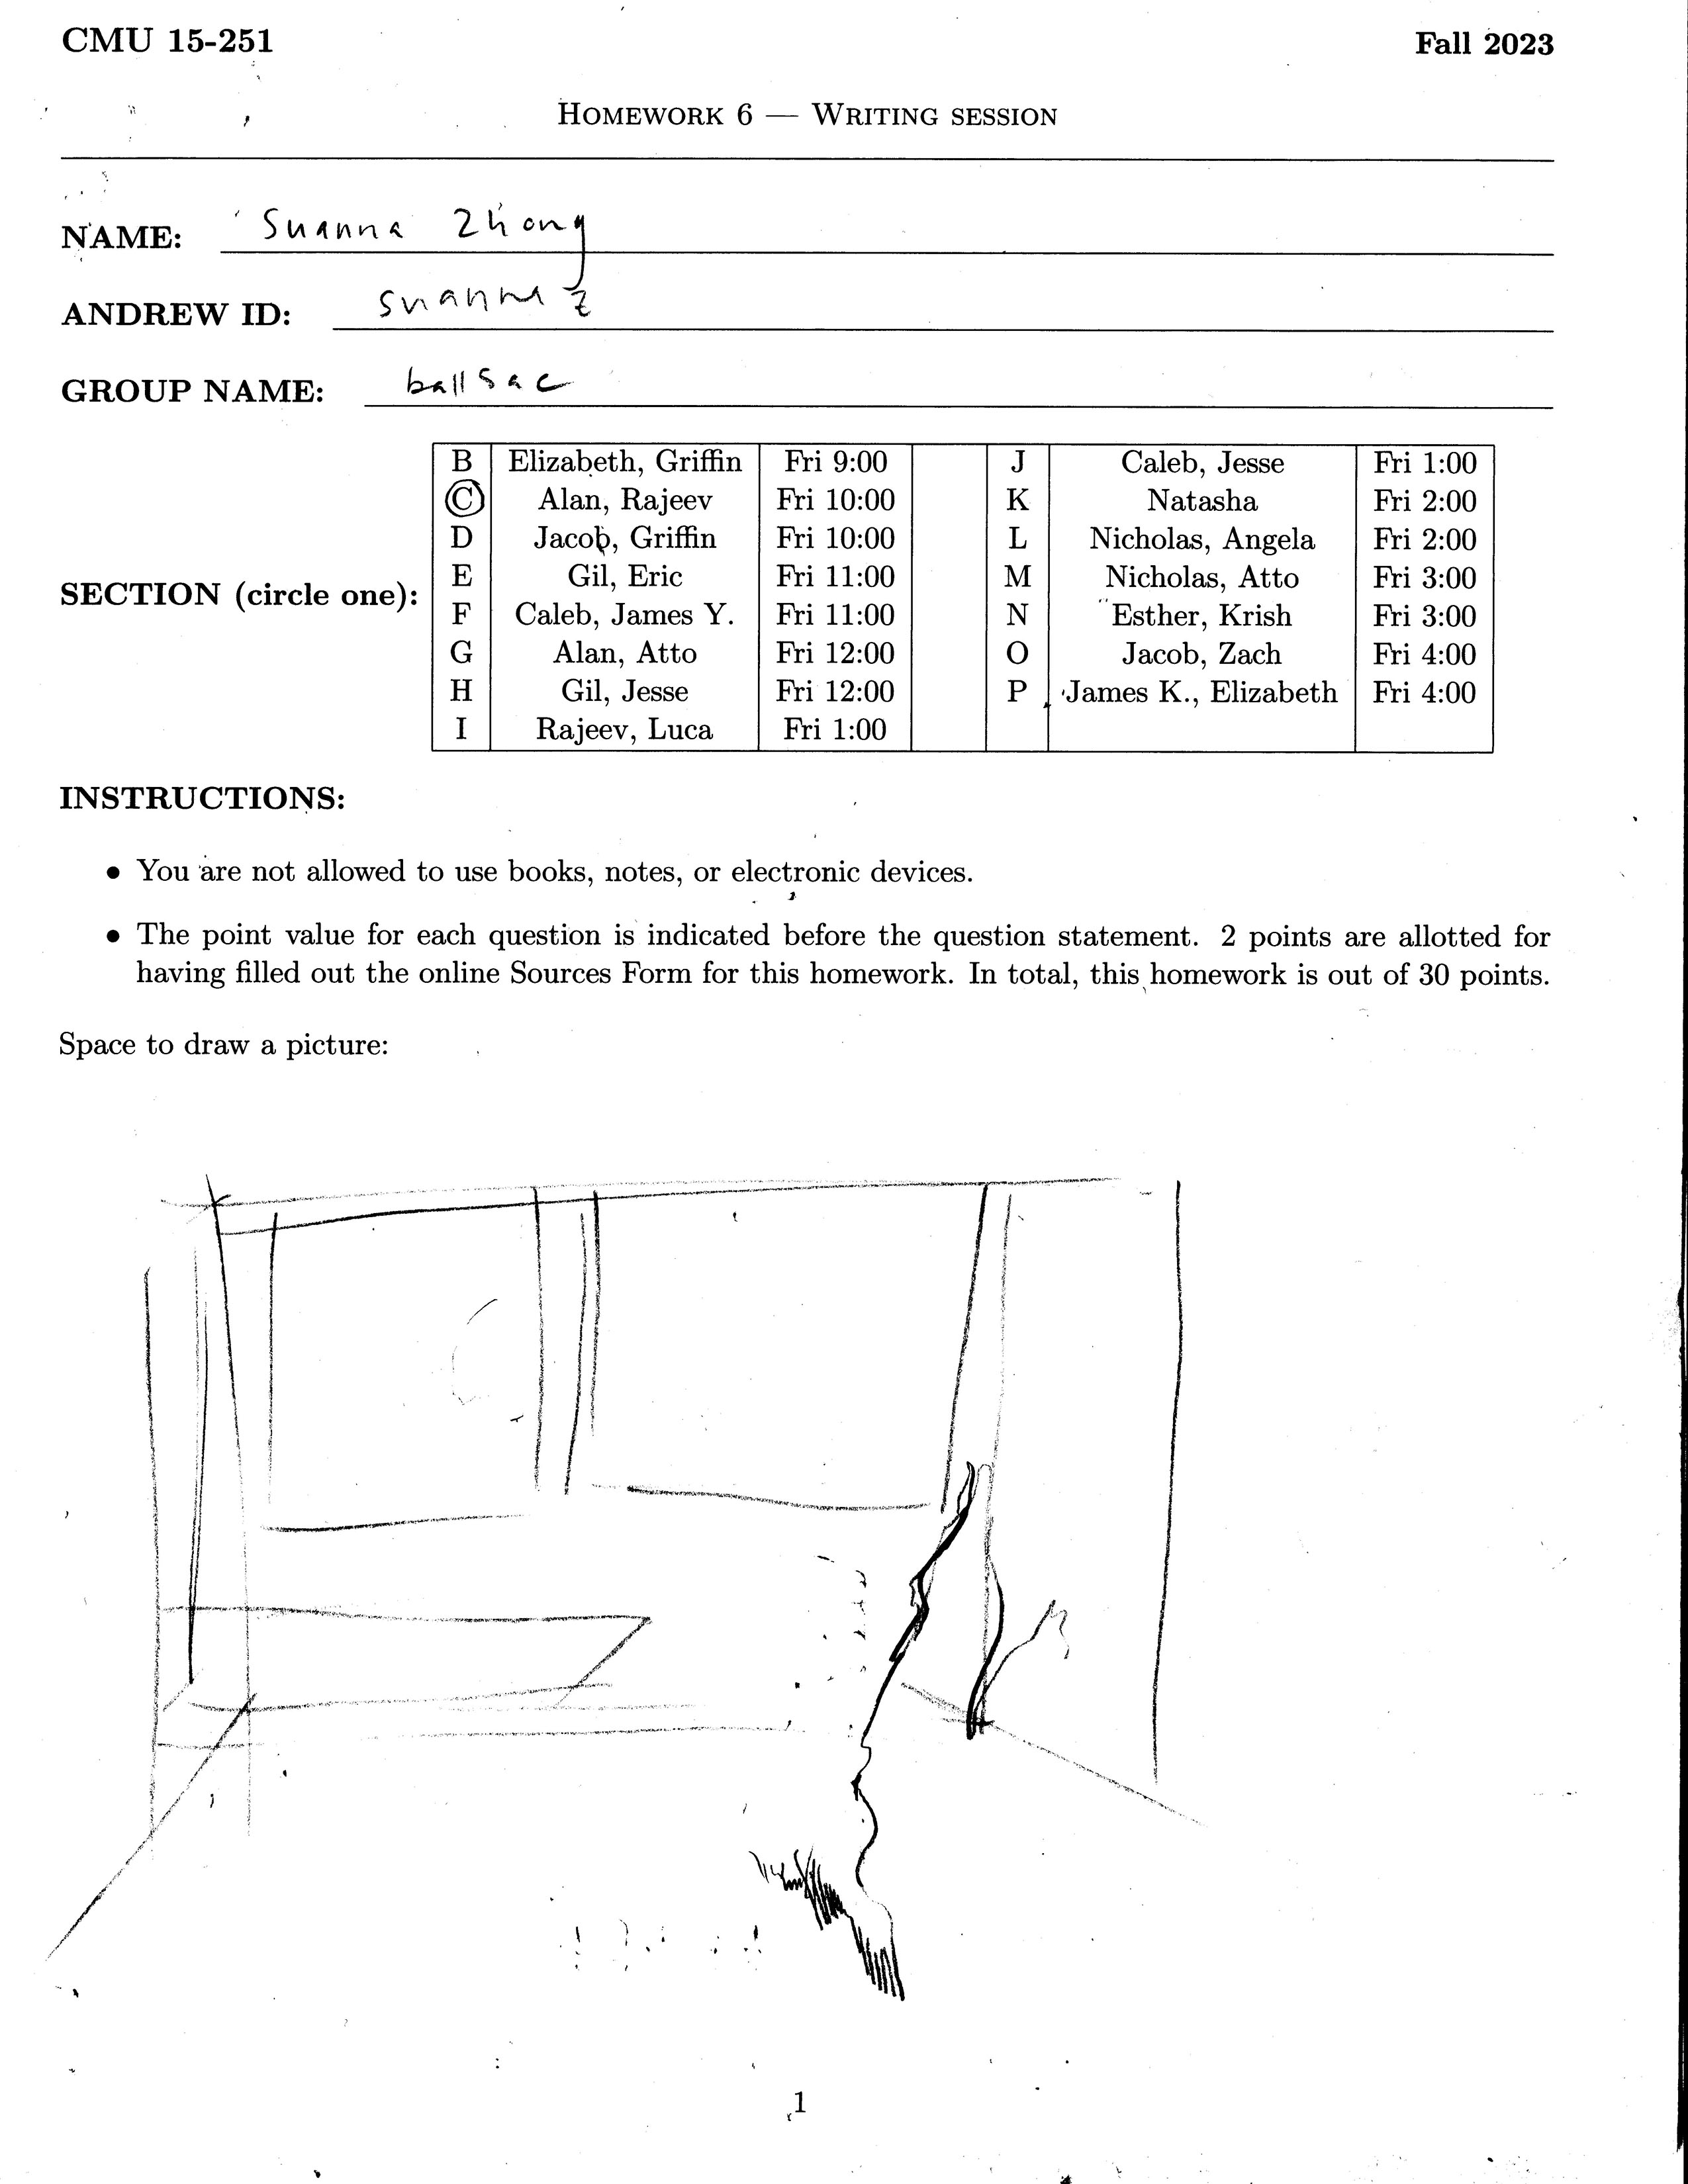 CMU 15-251 Fall 2023
HOMEWORK 6 — WRITING SESSION
NAME: Suanna Zhong
ANDREW ID: suannaz
GROUP NAME: ballsac
SECTION (circle one):
B Elizabeth, Griffin Fri 9:00 J Caleb, Jesse Fri 1:00
C Alan, Rajeev Fri 10:00 K Natasha Fri 2:00
D Jacob, Griffin Fri 10:00 L Nicholas, Angela Fri 2:00
E Gil, Eric Fri 11:00 M Nicholas, Atto Fri 3:00
F Caleb, James Y. Fri 11:00 N Esther, Krish Fri 3:00
G Alan, Atto Fri 12:00 O Jacob, Zach Fri 4:00
H Gil, Jesse Fri 12:00 P James K., Elizabeth Fri 4:00
I Rajeev, Luca Fri 1:00
INSTRUCTIONS:
• You are not allowed to use books, notes, or electronic devices.
• The point value for each question is indicated before the question statement. 2 points are allotted for
having filled out the online Sources Form for this homework. In total, this homework is out of 30 points.
Space to draw a picture:
1